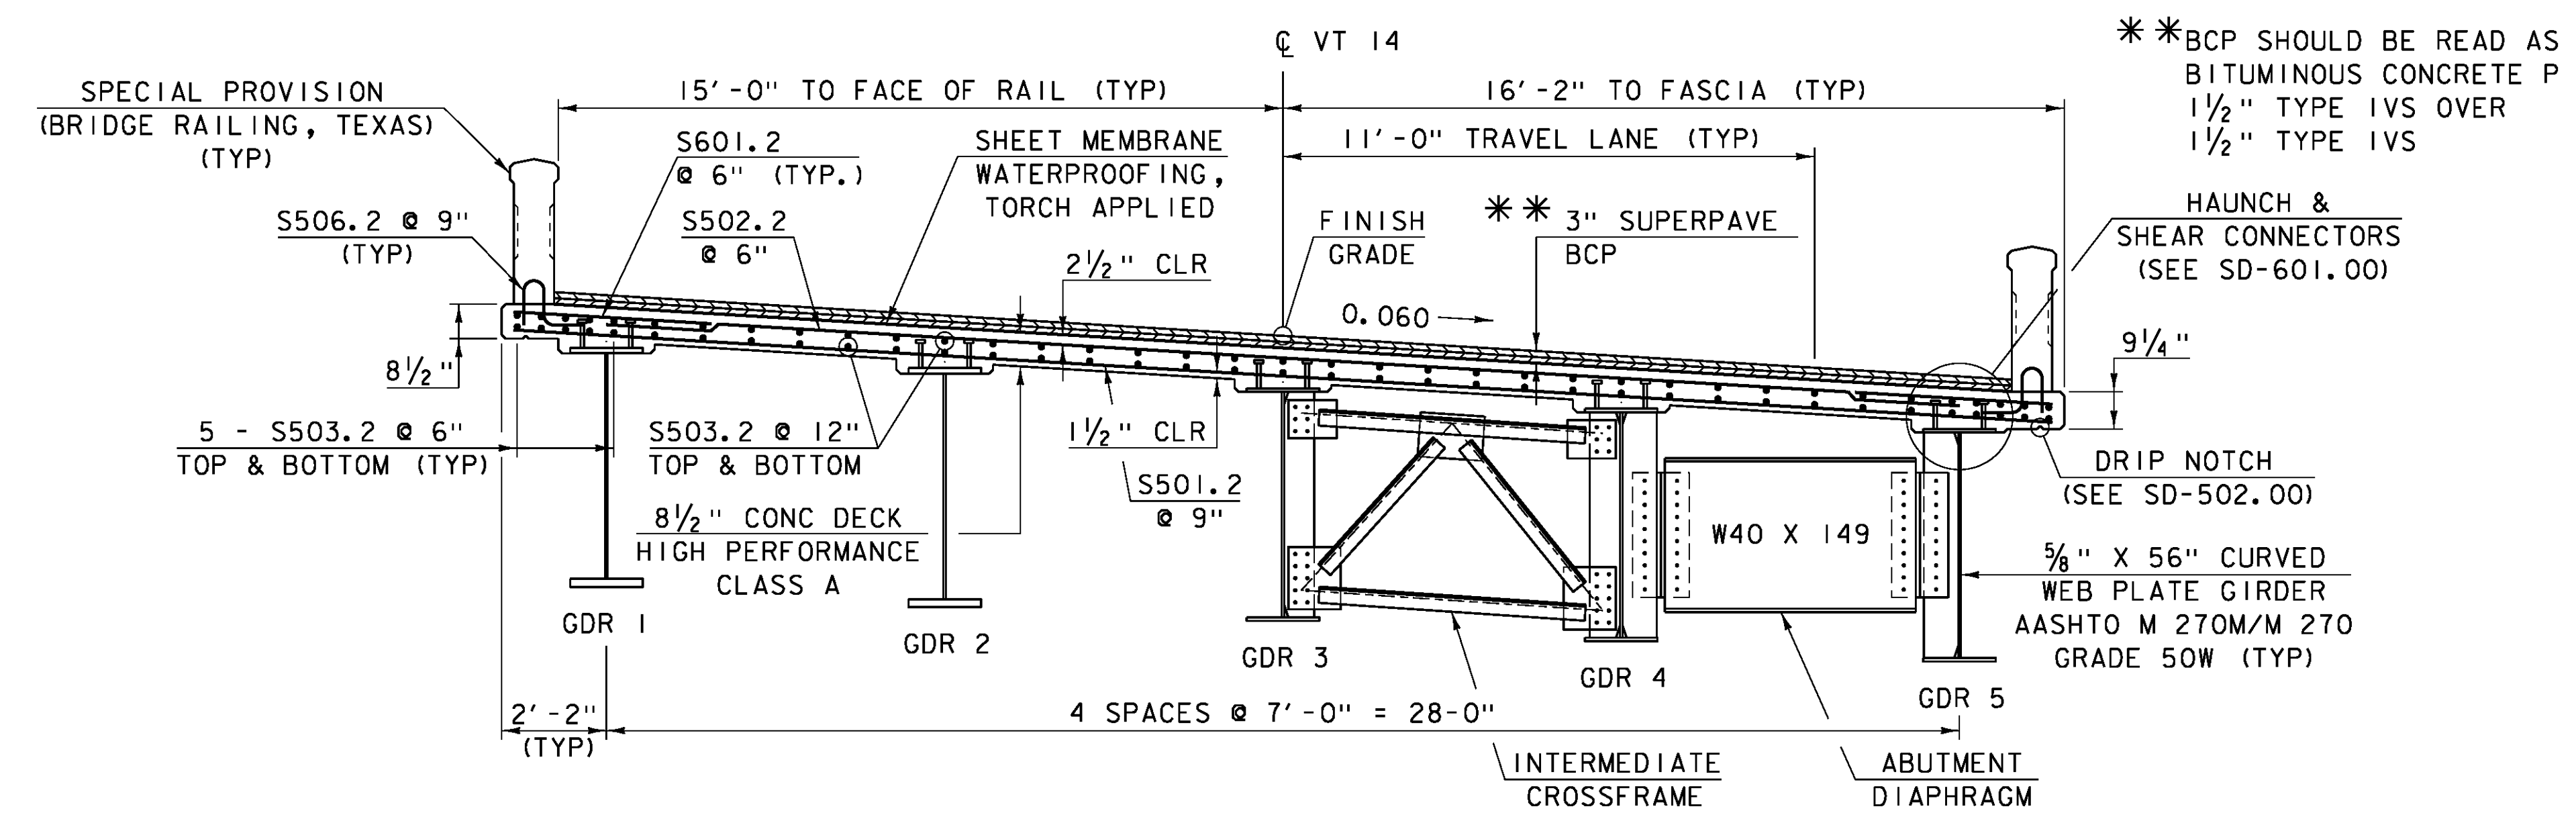 ℄ VT 14
**BCP SHOULD BE READ AS
BITUMINOUS CONCRETE P
1½" TYPE IVS OVER
1½" TYPE IVS
SPECIAL PROVISION
(BRIDGE RAILING, TEXAS)
(TYP)
15'-0" TO FACE OF RAIL (TYP)
16'-2" TO FASCIA (TYP)
11'-0" TRAVEL LANE (TYP)
S601.2
@ 6" (TYP.)
SHEET MEMBRANE
WATERPROOFING,
TORCH APPLIED
S506.2 @ 9"
(TYP)
S502.2
@ 6"
2½" CLR
FINISH
GRADE
** 3" SUPERPAVE
BCP
HAUNCH &
SHEAR CONNECTORS
(SEE SD-601.00)
0.060
8½"
9¼"
5 - S503.2 @ 6"
TOP & BOTTOM (TYP)
S503.2 @ 12"
TOP & BOTTOM
1½" CLR
S501.2
@ 9"
8½" CONC DECK
HIGH PERFORMANCE
CLASS A
DRIP NOTCH
(SEE SD-502.00)
W40 X 149
⅝" X 56" CURVED
WEB PLATE GIRDER
AASHTO M 270M/M 270
GRADE 50W (TYP)
GDR 1
GDR 2
GDR 3
GDR 4
GDR 5
2'-2"
(TYP)
4 SPACES @ 7'-0" = 28-0"
INTERMEDIATE
CROSSFRAME
ABUTMENT
DIAPHRAGM